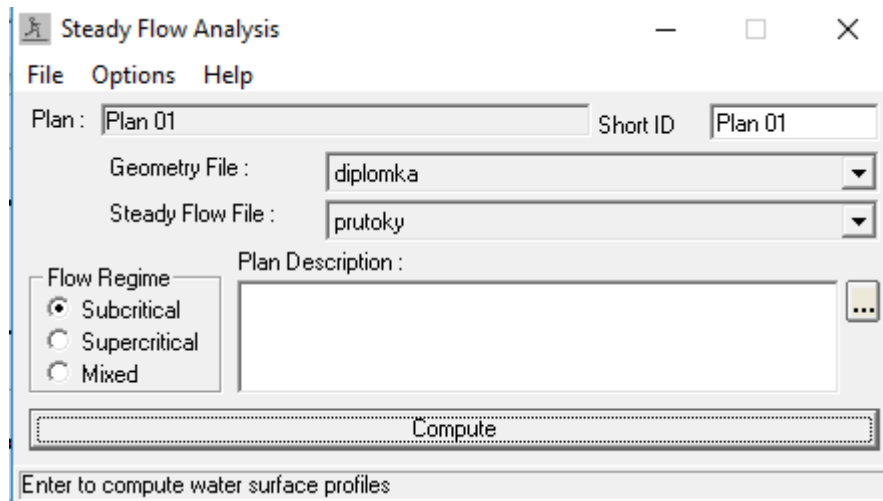 Steady Flow Analysis
File Options Help
Plan : Plan 01 Short ID Plan 01
Geometry File : diplomka
Steady Flow File : prutoky
Plan Description :
Flow Regime
Subcritical
Supercritical
Mixed
...
Compute
Enter to compute water surface profiles